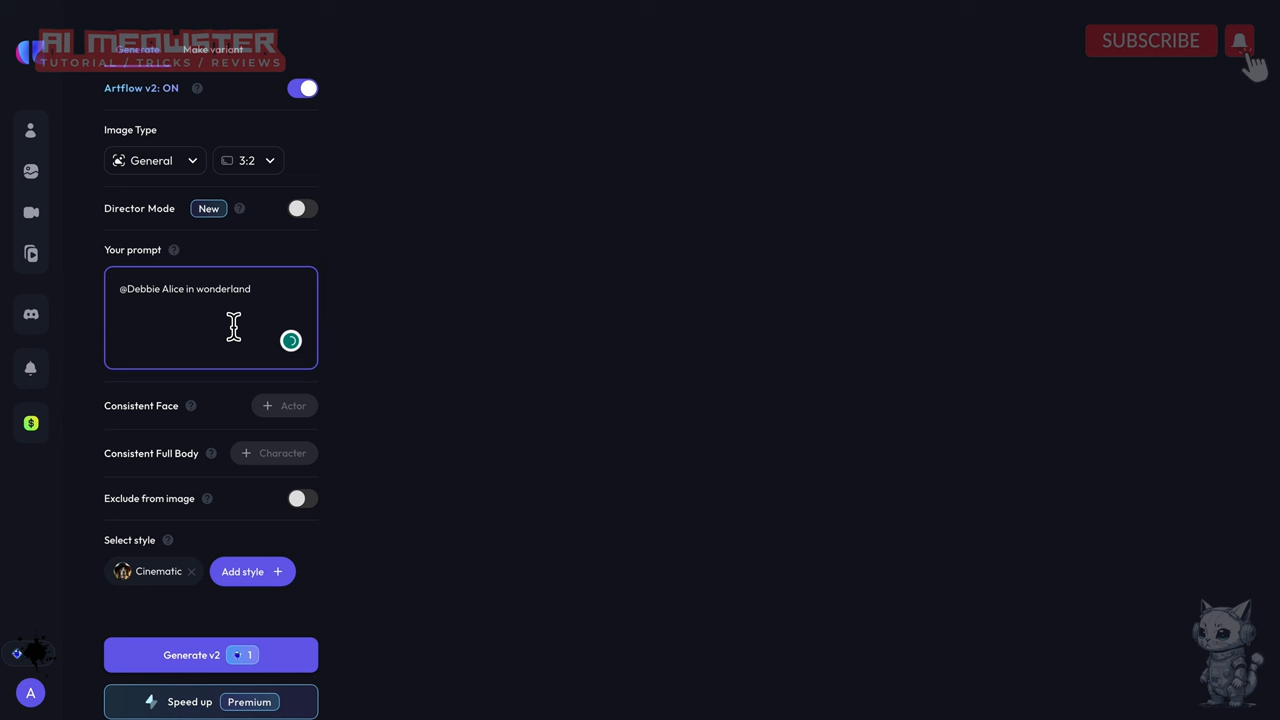 AI MEOWSTER
TUTORIAL / TRICKS / REVIEWS
Generate
Make variant
SUBSCRIBE
Artflow v2: ON
Image Type
General
3:2
Director Mode
New
Your prompt
@Debbie Alice in wonderland
Consistent Face
+ Actor
Consistent Full Body
+ Character
Exclude from image
Select style
Cinematic
Add style +
Generate v2
1
A
Speed up
Premium